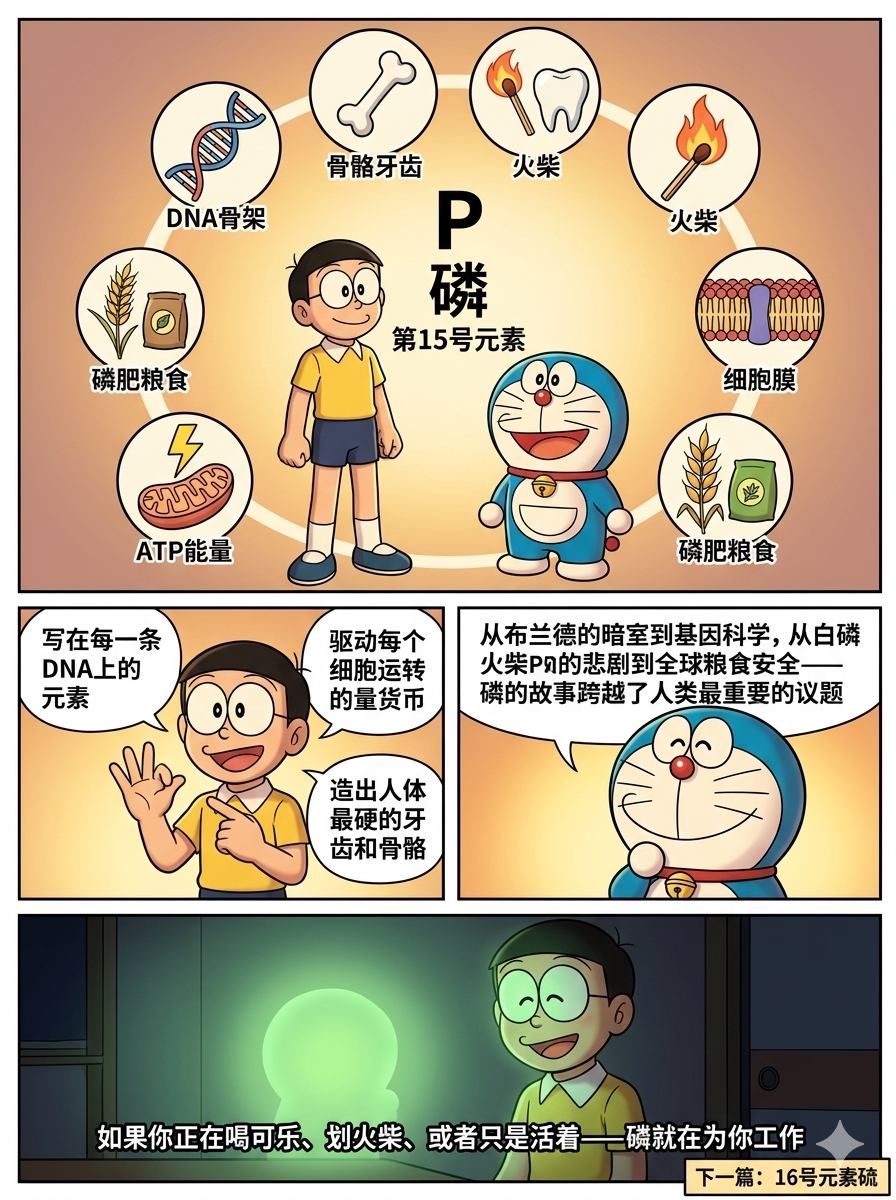 P
磷
第15号元素
DNA骨架
骨骼牙齿
火柴
火柴
磷肥粮食
细胞膜
ATP能量
磷肥粮食
写在每一条
DNA上的
元素
驱动每个
细胞运转
的量货币
造出人体
最硬的牙
齿和骨骼
从布兰德的暗室到基因科学，从白磷
火柴P的悲剧到全球粮食安全——
磷的故事跨越了人类最重要的议题
如果你正在喝可乐、划火柴、或者只是活着——磷就在为你工作
下一篇：16号元素硫